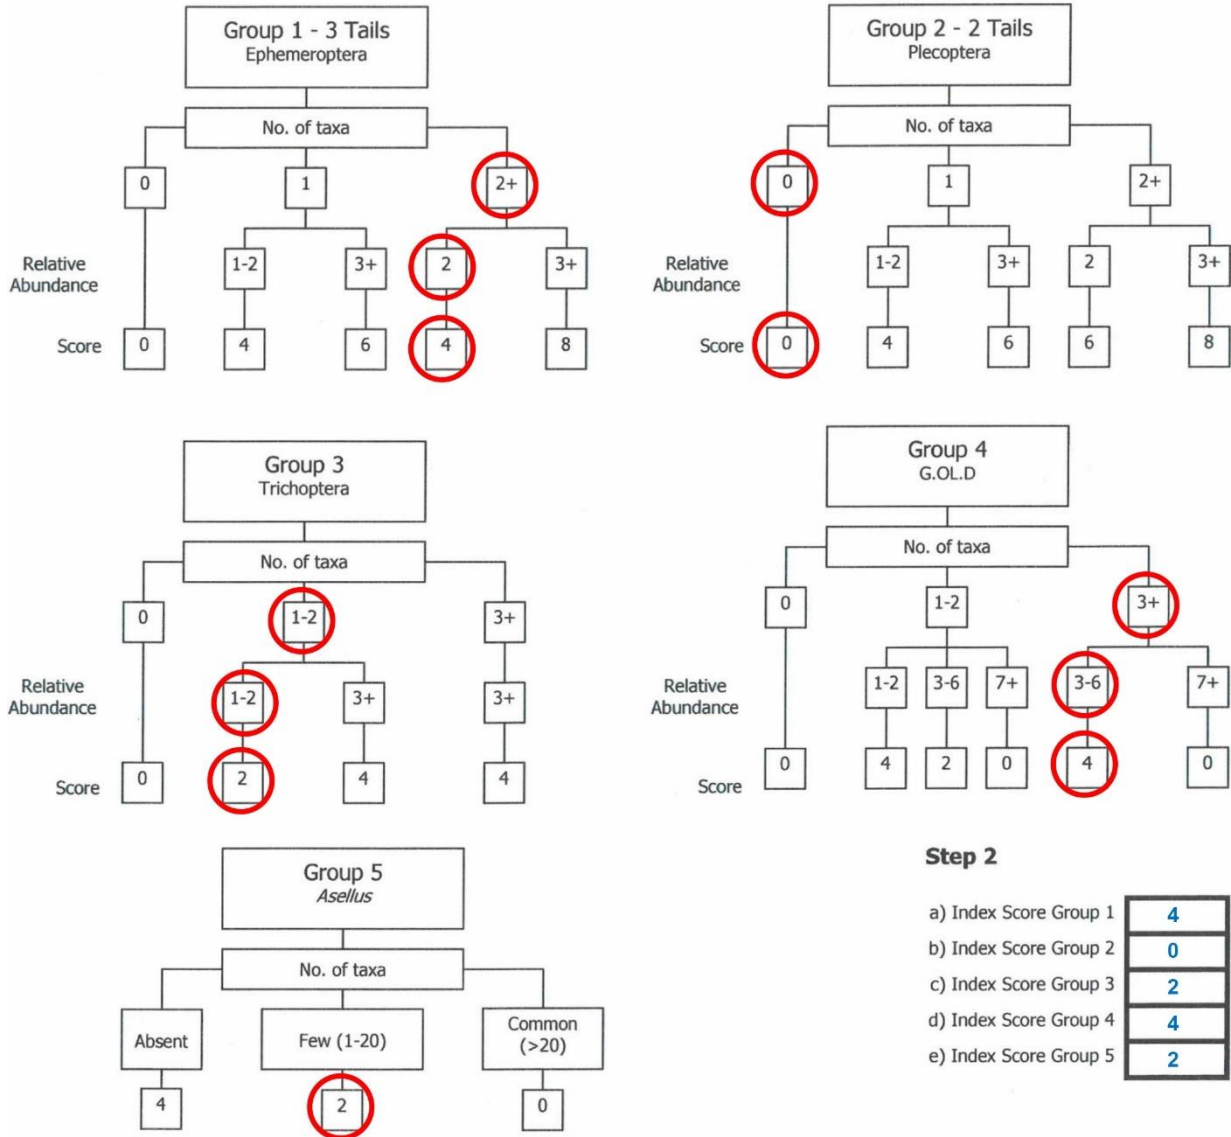 Group 1 - 3 Tails
Ephemeroptera
No. of taxa
0 1 2+
Relative
Abundance
1-2 3+ 2 3+
Score
0 4 6 4 8
Group 2 - 2 Tails
Plecoptera
No. of taxa
0 1 2+
Relative
Abundance
1-2 3+ 2 3+
Score
0 4 6 6 8
Group 3
Trichoptera
No. of taxa
0 1-2 3+
Relative
Abundance
1-2 3+ 3+
Score
0 2 4 4
Group 4
G.OL.D
No. of taxa
0 1-2 3+
Relative
Abundance
1-2 3-6 7+ 3-6 7+
Score
0 4 2 0 4 0
Group 5
Asellus
No. of taxa
Absent Few (1-20) Common
(>20)
4 2 0
Step 2
a) Index Score Group 1 4
b) Index Score Group 2 0
c) Index Score Group 3 2
d) Index Score Group 4 4
e) Index Score Group 5 2